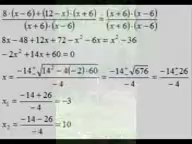 8·(x−6)+(12−x)·(x+6) / (x+6)·(x−6) = (x+6)·(x−6) / (x+6)·(x−6)
8x−48+12x+72−x²−6x=x²−36
−2x²+14x+60=0
x= −14±√(14²−4(−2)·60) / −4 = −14±√676 / −4 = −14±26 / −4
x₁= −14+26 / −4 =−3
x₂= −14−26 / −4 =10